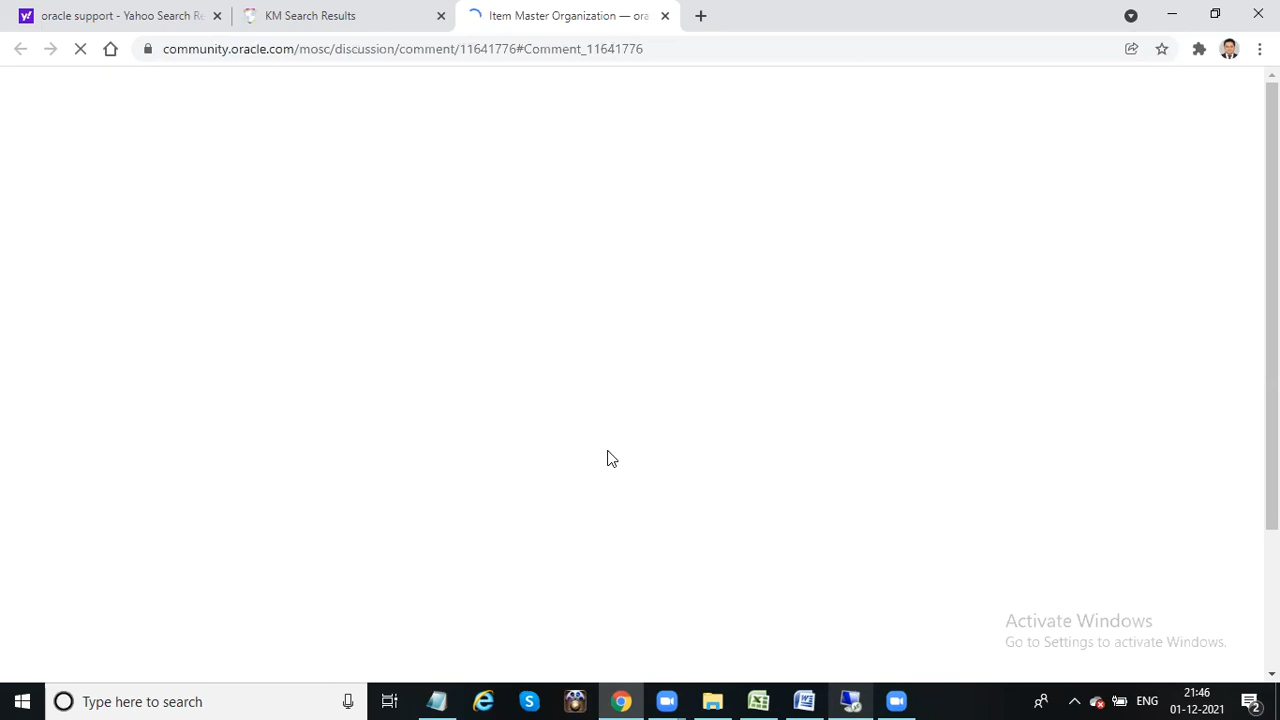 oracle support - Yahoo Search Re
KM Search Results
Item Master Organization — ora
community.oracle.com/mosc/discussion/comment/11641776#Comment_11641776
Activate Windows
Go to Settings to activate Windows.
Type here to search
ENG
21:46
01-12-2021
2